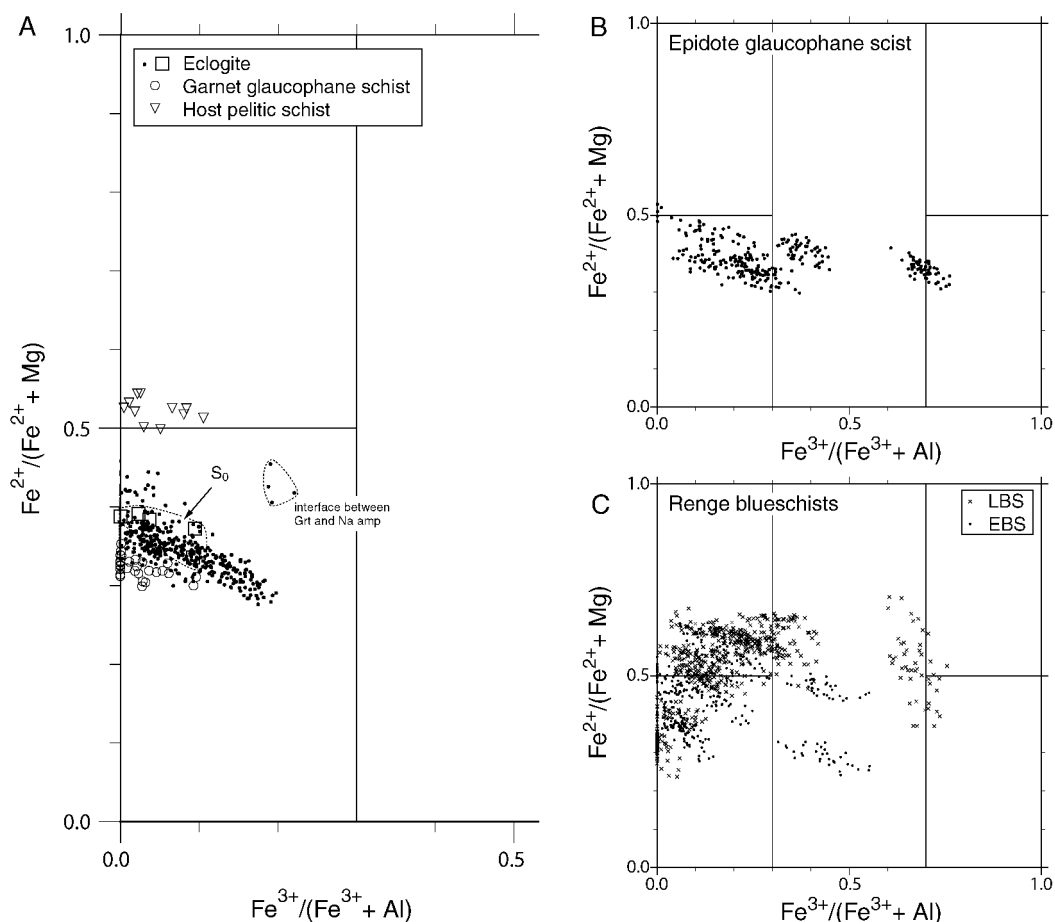 A
1.0
Eclogite
Garnet glaucophane schist
Host pelitic schist
Fe2+/(Fe2+ + Mg)
0.5
S0
interface between
Grt and Na amp
0.0
0.0
0.5
Fe3+/(Fe3+ + Al)
B
1.0
Epidote glaucophane scist
Fe2+/(Fe2+ + Mg)
0.5
0.0
0.0
0.5
1.0
Fe3+/(Fe3+ + Al)
C
1.0
Renge blueschists
LBS
EBS
Fe2+/(Fe2+ + Mg)
0.5
0.0
0.0
0.5
1.0
Fe3+/(Fe3+ + Al)